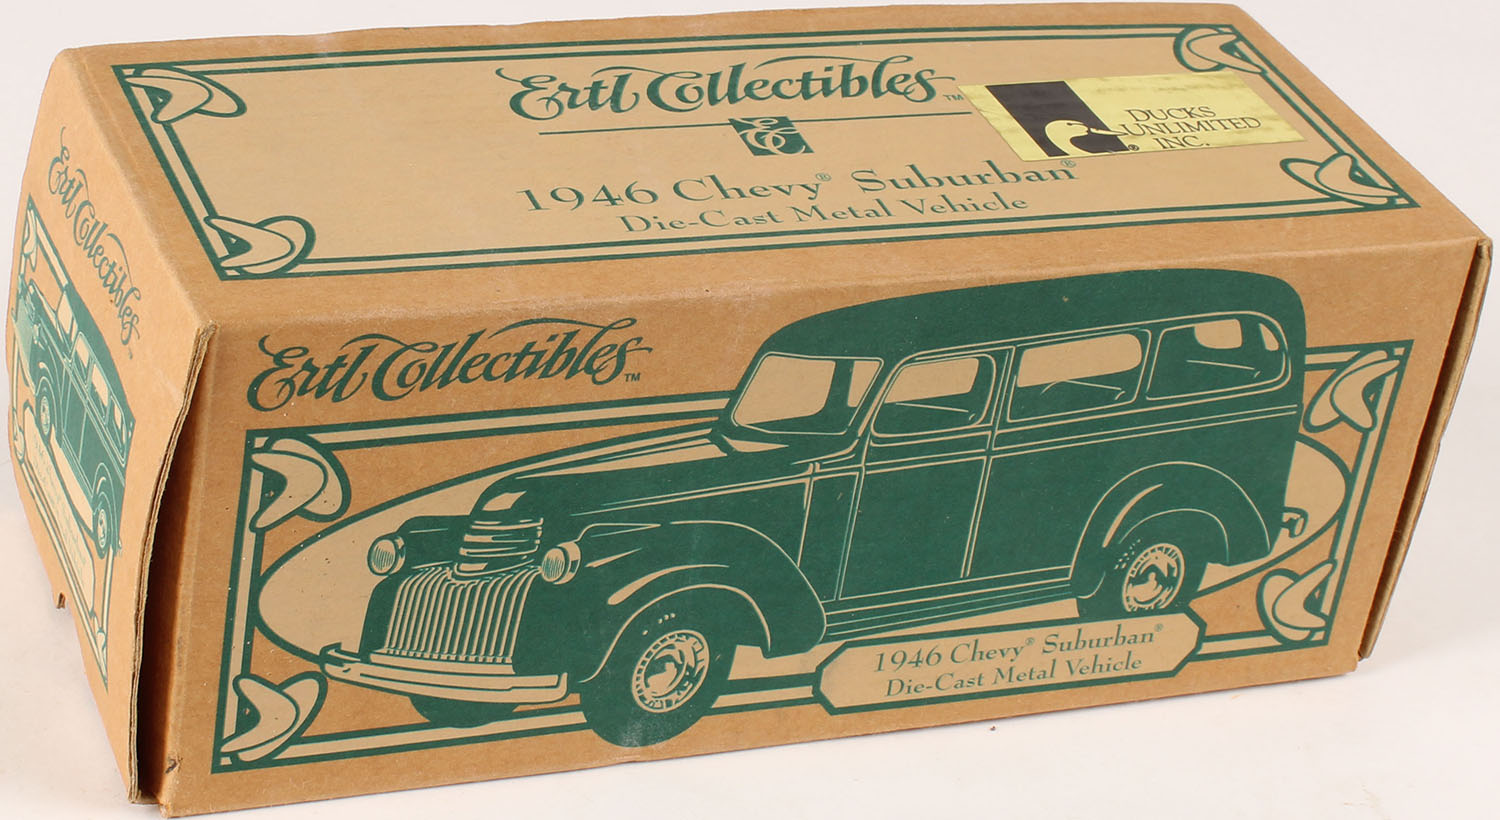 Ertl Collectibles™
EC
1946 Chevy® Suburban®
Die-Cast Metal Vehicle
DUCKS
UNLIMITED
INC.
®
Ertl Collectibles™
Ertl Collectibles™
1946 Chevy® Suburban®
Die-Cast Metal Vehicle